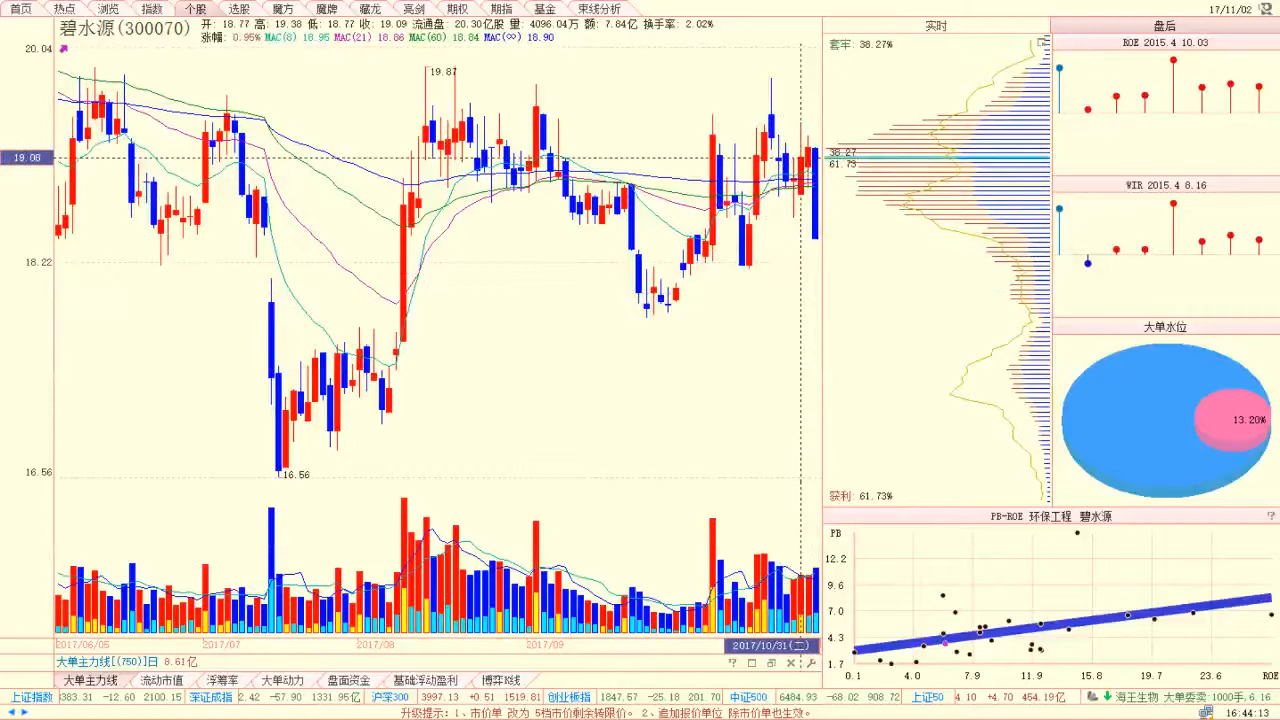 首页 热点 浏览 指数 个股 选股 魔方 魔牌 藏龙 亮剑 期权 期指 基金 束线分析 17/11/02
碧水源(300070) 开: 18.77 高: 19.38 低: 18.77 收: 19.09 流通盘: 20.30亿股 量: 4096.04万 额: 7.84亿 换手率: 2.02%
涨幅: 0.95% MAC(8) 18.95 MAC(21) 18.86 MAC(60) 18.84 MAC(∞) 18.90
实时 盘后
20.04
套牢: 38.27%
ROE 2015.4 10.03
19.87
19.08
38.27
61.73
WIR 2015.4 8.16
18.22
大单水位
13.20%
16.56
16.56
获利: 61.73%
PB-ROE 环保工程 碧水源
PB
12.2
9.6
7.0
4.3
1.7
0.1 4.0 7.9 11.9 15.8 19.7 23.6 ROE
2017/06/05 2017/07 2017/08 2017/09 2017/10/31(二)
大单主力线[(750)]日 8.61亿
大单主力线 流动市值 浮筹率 大单动力 盘面资金 基础浮动盈利 博弈K线
上证指数 3383.31 -12.60 2100.15 深证成指 2.42 -57.90 1331.95亿 沪深300 3997.13 +0.51 1519.81 创业板指 1847.57 -25.18 201.70 中证500 6484.93 -68.02 908.72 上证50 4.10 +4.70 454.19亿 海王生物 大单卖卖:1000手,6.16
升级提示: 1、市价单 改为 5档市价剩余转限价。 2、追加报价单位 除市价单也生效。 16:44:13